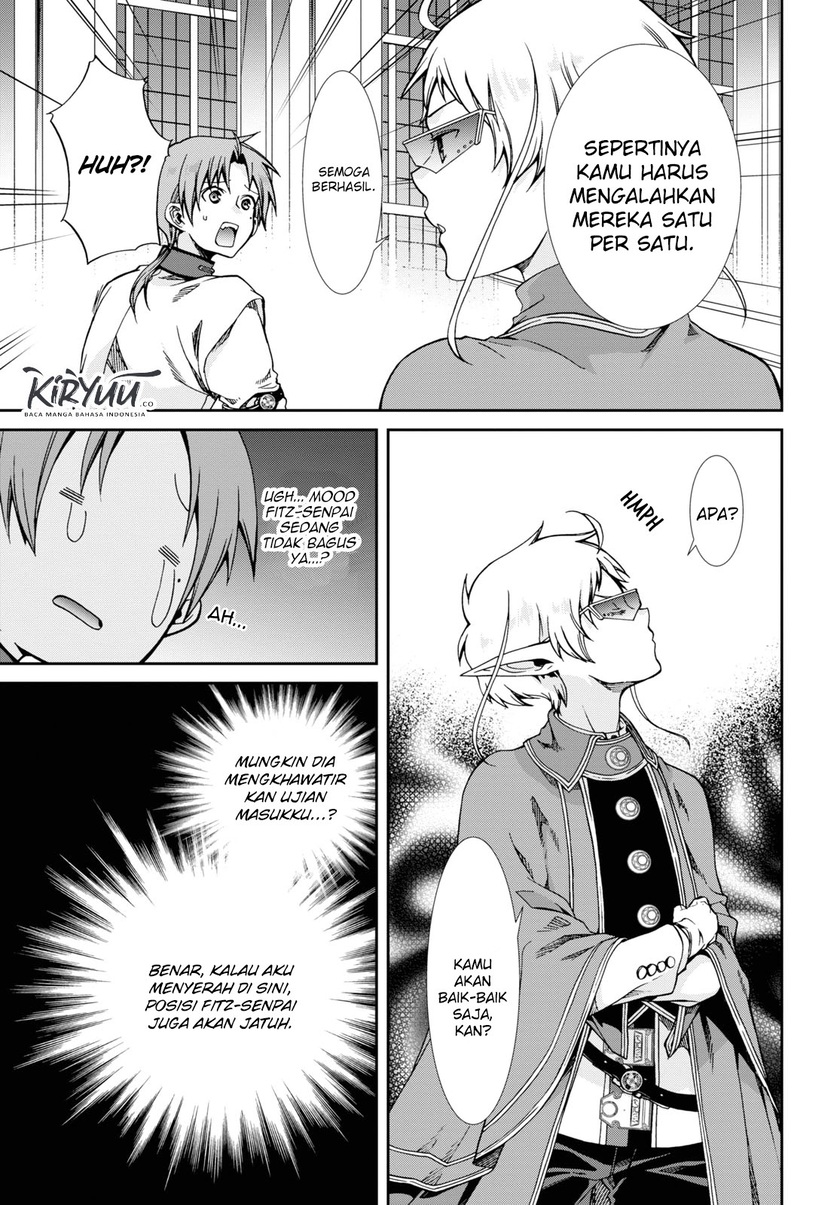 SEPERTINYA
KAMU HARUS
MENGALAHKAN
MEREKA SATU
PER SATU.
SEMOGA
BERHASIL.
HUH?!
KIRYUU.CO
BACA MANGA BAHASA INDONESIA
APA?
HMPH
KAMU
AKAN
BAIK-BAIK
SAJA,
KAN?
UGH... MOOD
FITZ-SENPAI
SEDANG
TIDAK BAGUS
YA...?
AH...
MUNGKIN DIA
MENGKHAWATIR
KAN UJIAN
MASUKKU...?
BENAR, KALAU AKU
MENYERAH DI SINI,
POSISI FITZ-SENPAI
JUGA AKAN JATUH.